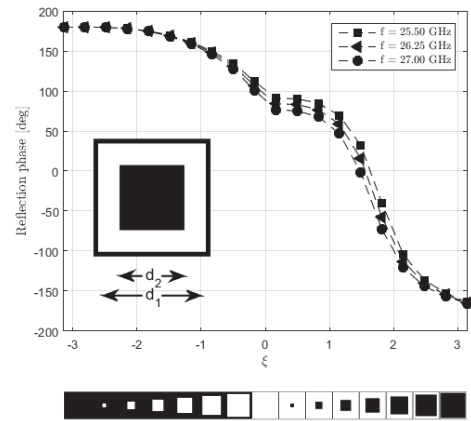 200
150
100
50
0
-50
-100
-150
-200
Reflection phase [deg]
f = 25.50 GHz
f = 26.25 GHz
f = 27.00 GHz
d2
d1
-3
-2
-1
0
1
2
3
ξ